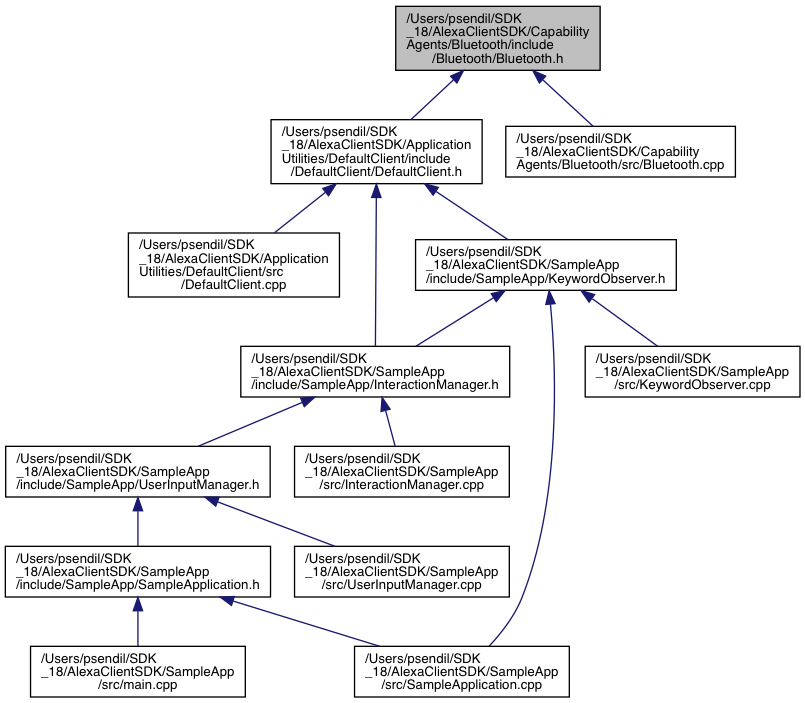 /Users/psendil/SDK
_18/AlexaClientSDK/Capability
Agents/Bluetooth/include
/Bluetooth/Bluetooth.h
/Users/psendil/SDK
_18/AlexaClientSDK/Application
Utilities/DefaultClient/include
/DefaultClient/DefaultClient.h
/Users/psendil/SDK
_18/AlexaClientSDK/Capability
Agents/Bluetooth/src/Bluetooth.cpp
/Users/psendil/SDK
_18/AlexaClientSDK/Application
Utilities/DefaultClient/src
/DefaultClient.cpp
/Users/psendil/SDK
_18/AlexaClientSDK/SampleApp
/include/SampleApp/KeywordObserver.h
/Users/psendil/SDK
_18/AlexaClientSDK/SampleApp
/include/SampleApp/InteractionManager.h
/Users/psendil/SDK
_18/AlexaClientSDK/SampleApp
/src/KeywordObserver.cpp
/Users/psendil/SDK
_18/AlexaClientSDK/SampleApp
/include/SampleApp/UserInputManager.h
/Users/psendil/SDK
_18/AlexaClientSDK/SampleApp
/src/InteractionManager.cpp
/Users/psendil/SDK
_18/AlexaClientSDK/SampleApp
/include/SampleApp/SampleApplication.h
/Users/psendil/SDK
_18/AlexaClientSDK/SampleApp
/src/UserInputManager.cpp
/Users/psendil/SDK
_18/AlexaClientSDK/SampleApp
/src/main.cpp
/Users/psendil/SDK
_18/AlexaClientSDK/SampleApp
/src/SampleApplication.cpp